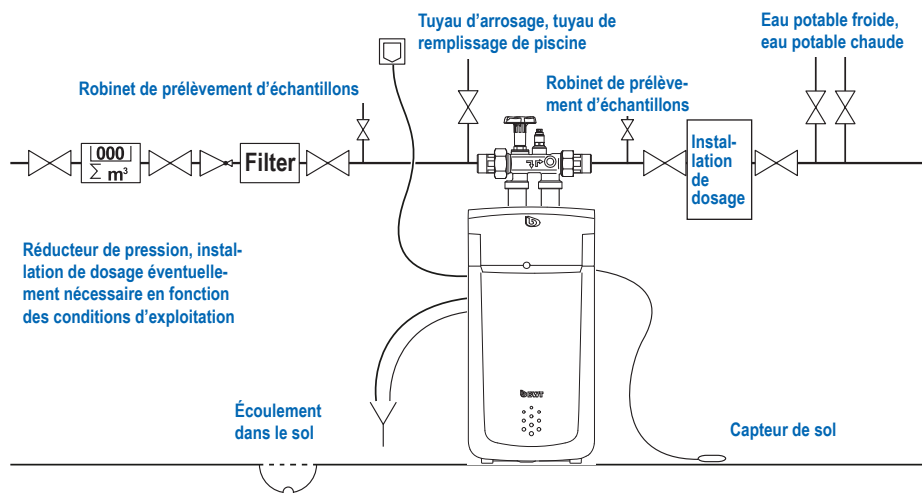 Tuyau d'arrosage, tuyau de
remplissage de piscine
Eau potable froide,
eau potable chaude
Robinet de prélèvement d'échantillons
Robinet de prélève-
ment d'échantillons
000
Σ m³
Filter
Instal-
lation
de
dosage
Réducteur de pression, instal-
lation de dosage éventuelle-
ment nécessaire en fonction
des conditions d'exploitation
BWT
Écoulement
dans le sol
Capteur de sol